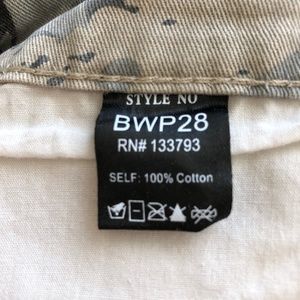 STYLE NO
BWP28
RN# 133793
SELF: 100% Cotton